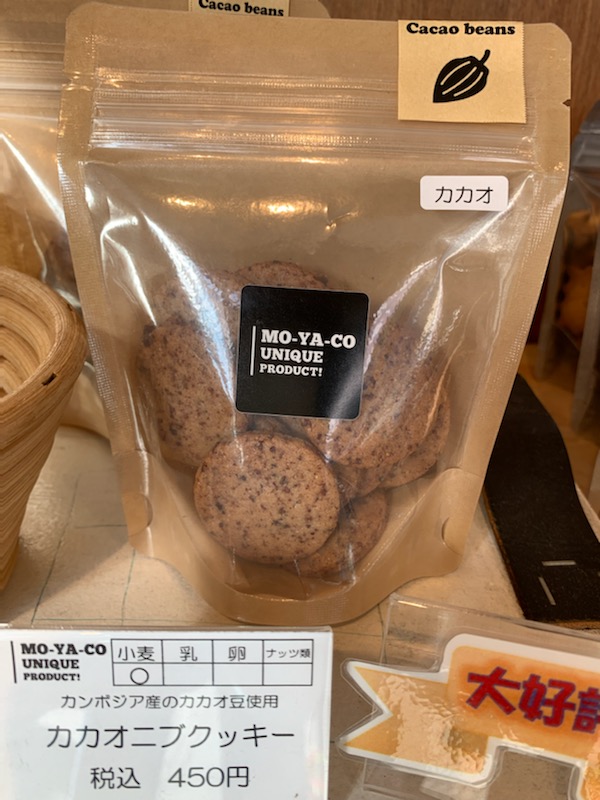 Cacao beans
Cacao beans
カカオ
MO-YA-CO
UNIQUE
PRODUCT!
MO-YA-CO
UNIQUE
PRODUCT!
小麦 乳 卵 ナッツ類
○
カンボジア産のカカオ豆使用
カカオニブクッキー
税込 450円
大好評